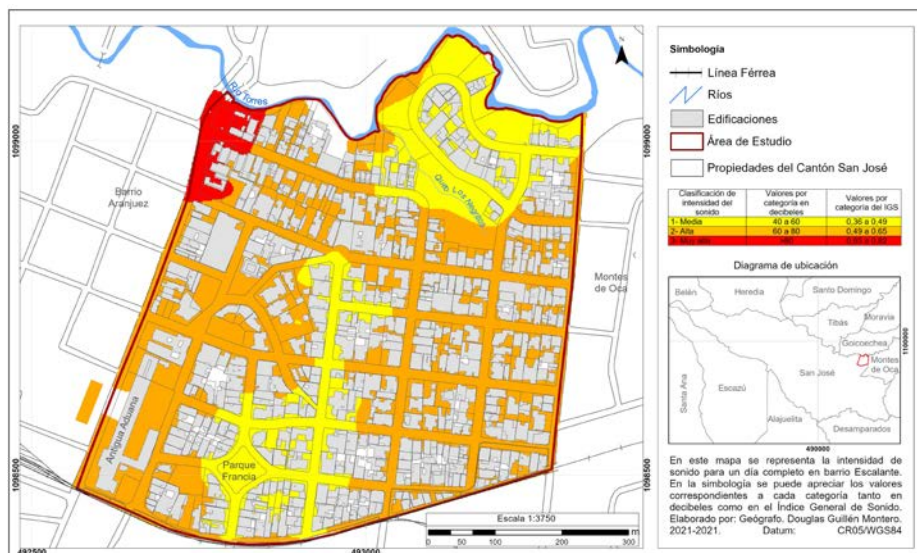 Río Torres
1099000
1099000
Barrio
Aranjuez
Queb. Los Negritos
Montes
de Oca
Antigua Aduana
Parque
Francia
1098500
1098500
Escala 1:3750
0 50 100 200 300
m
492500
493000
Simbología
Línea Férrea
Ríos
Edificaciones
Área de Estudio
Propiedades del Cantón San José
Clasificación de
intensidad del
sonido
Valores por
categoría en
decibeles
Valores por
categoría del IGS
1- Media
40 a 60
0,36 a 0,49
2- Alta
60 a 80
0,49 a 0,65
3- Muy alta
>80
Diagrama de ubicación
Belén
Heredia
Santo Domingo
Moravia
Tibás
Goicoechea
Montes
de Oca
San José
Santa Ana
Escazú
Alajuelita
Desamparados
1100000
490000
En este mapa se representa la intensidad de
sonido para un día completo en barrio Escalante.
En la simbología se puede apreciar los valores
correspondientes a cada categoría tanto en
decibeles como en el Índice General de Sonido.
Elaborado por: Geógrafo. Douglas Guillén Montero.
2021-2021. Datum: CR05/WGS84